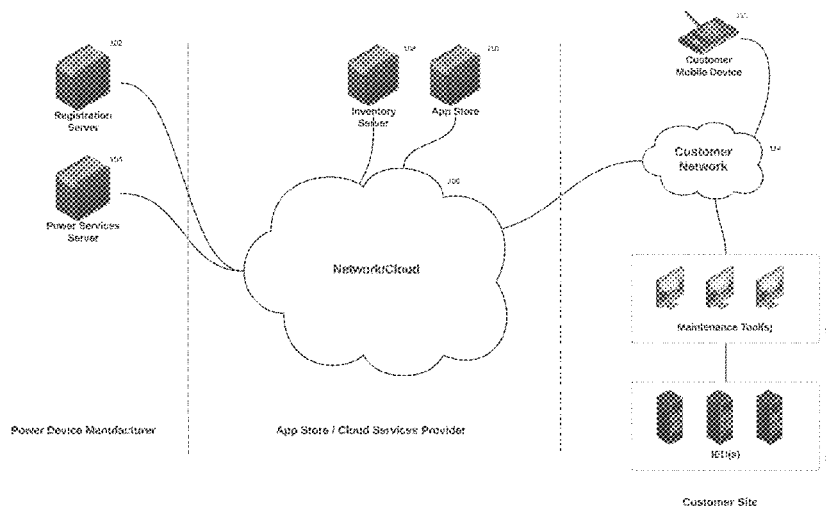 Registration
Server
Power Services
Server
Inventory
Server
App Store
Network/Cloud
Customer
Mobile Device
Customer
Network
Maintenance Tool(s)
IED(s)
Power Device Manufacturer
App Store / Cloud Services Provider
Customer Site